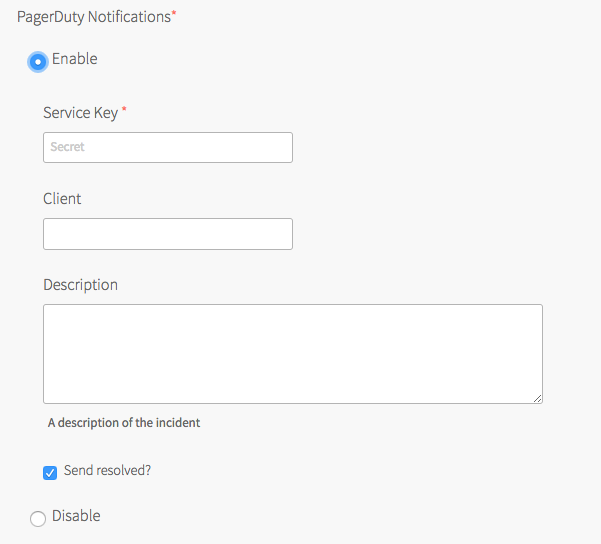 PagerDuty Notifications*
Enable
Service Key *
Secret
Client
Description
A description of the incident
Send resolved?
Disable